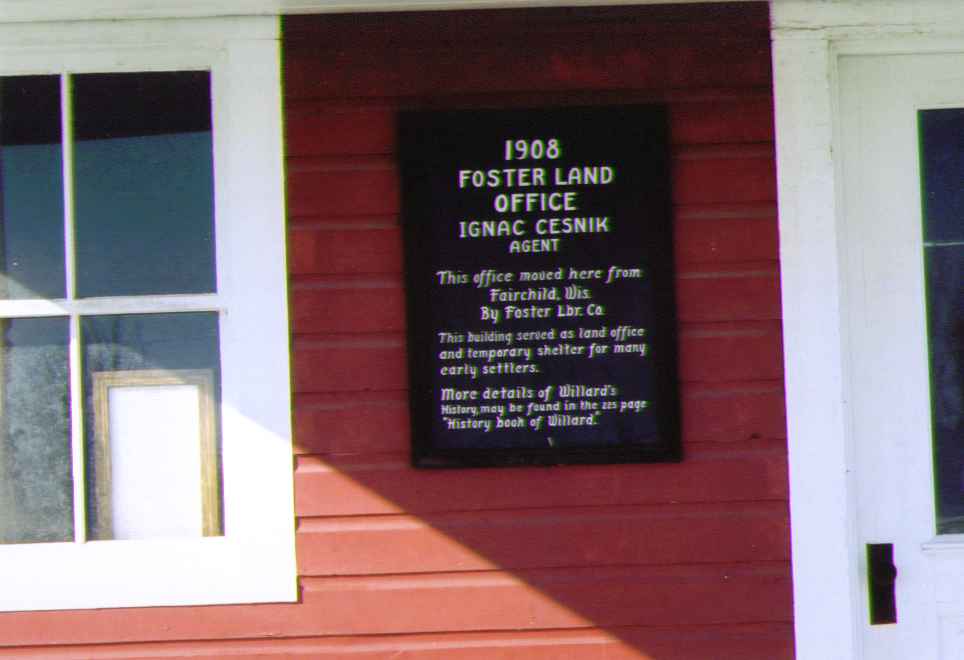 1908
FOSTER LAND
OFFICE
IGNAC CESNIK
AGENT
This office moved here from
Fairchild, Wis.
By Foster Lbr. Co.
This building served as land office
and temporary shelter for many
early settlers.
More details of Willard's
History, may be found in the 225 page
"History book of Willard."